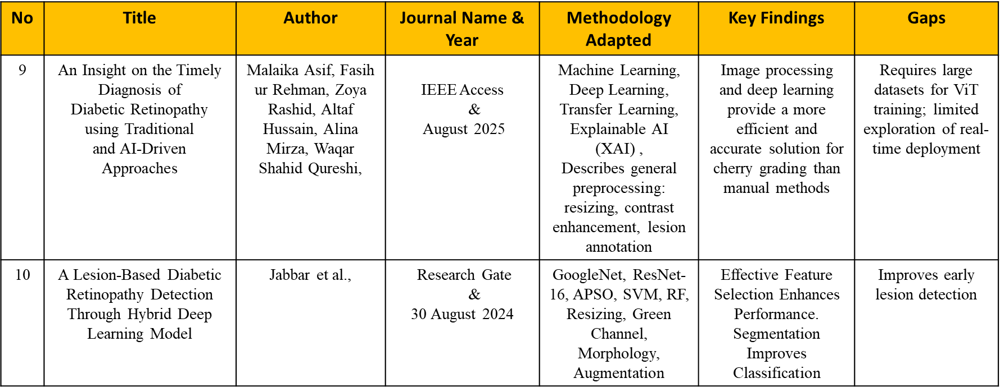 No
Title
Author
Journal Name &
Year
Methodology
Adapted
Key Findings
Gaps
9
An Insight on the Timely
Diagnosis of
Diabetic Retinopathy
using Traditional
and AI-Driven
Approaches
Malaika Asif, Fasih
ur Rehman, Zoya
Rashid, Altaf
Hussain, Alina
Mirza, Waqar
Shahid Qureshi,
IEEE Access
&
August 2025
Machine Learning,
Deep Learning,
Transfer Learning,
Explainable AI
(XAI) ,
Describes general
preprocessing:
resizing, contrast
enhancement, lesion
annotation
Image processing
and deep learning
provide a more
efficient and
accurate solution for
cherry grading than
manual methods
Requires large
datasets for ViT
training; limited
exploration of real-
time deployment
10
A Lesion-Based Diabetic
Retinopathy Detection
Through Hybrid Deep
Learning Model
Jabbar et al.,
Research Gate
&
30 August 2024
GoogleNet, ResNet-
16, APSO, SVM, RF,
Resizing, Green
Channel,
Morphology,
Augmentation
Effective Feature
Selection Enhances
Performance.
Segmentation
Improves
Classification
Improves early
lesion detection